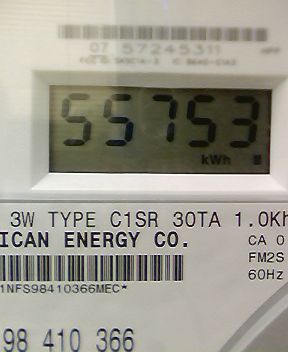 07 57245311
55753
kWh
3W TYPE C1SR 30TA 1.0Kh
ICAN ENERGY CO.
CA 0
FM2S
60Hz
1NFS98410366MEC*
98 410 366